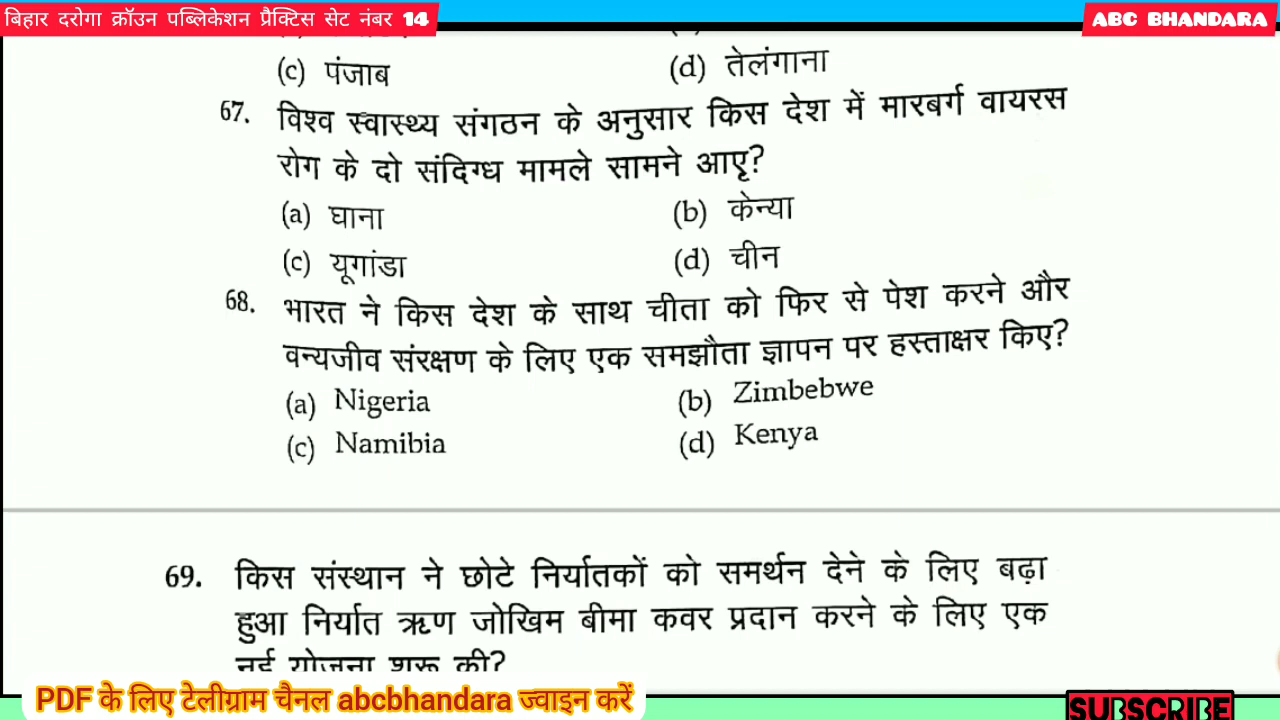 बिहार दरोगा क्रॉउन पब्लिकेशन प्रैक्टिस सेट नंबर 14
ABC BHANDARA
(c) पंजाब (d) तेलंगाना
67. विश्व स्वास्थ्य संगठन के अनुसार किस देश में मारबर्ग वायरस
रोग के दो संदिग्ध मामले सामने आए?
(a) घाना (b) केन्या
(c) यूगांडा (d) चीन
68. भारत ने किस देश के साथ चीता को फिर से पेश करने और
वन्यजीव संरक्षण के लिए एक समझौता ज्ञापन पर हस्ताक्षर किए?
(a) Nigeria (b) Zimbebwe
(c) Namibia (d) Kenya
69. किस संस्थान ने छोटे निर्यातकों को समर्थन देने के लिए बढ़ा
हुआ निर्यात ऋण जोखिम बीमा कवर प्रदान करने के लिए एक
नई योजना शुरू की?
PDF के लिए टेलीग्राम चैनल abcbhandara ज्वाइन करें
SUBSCRIBE